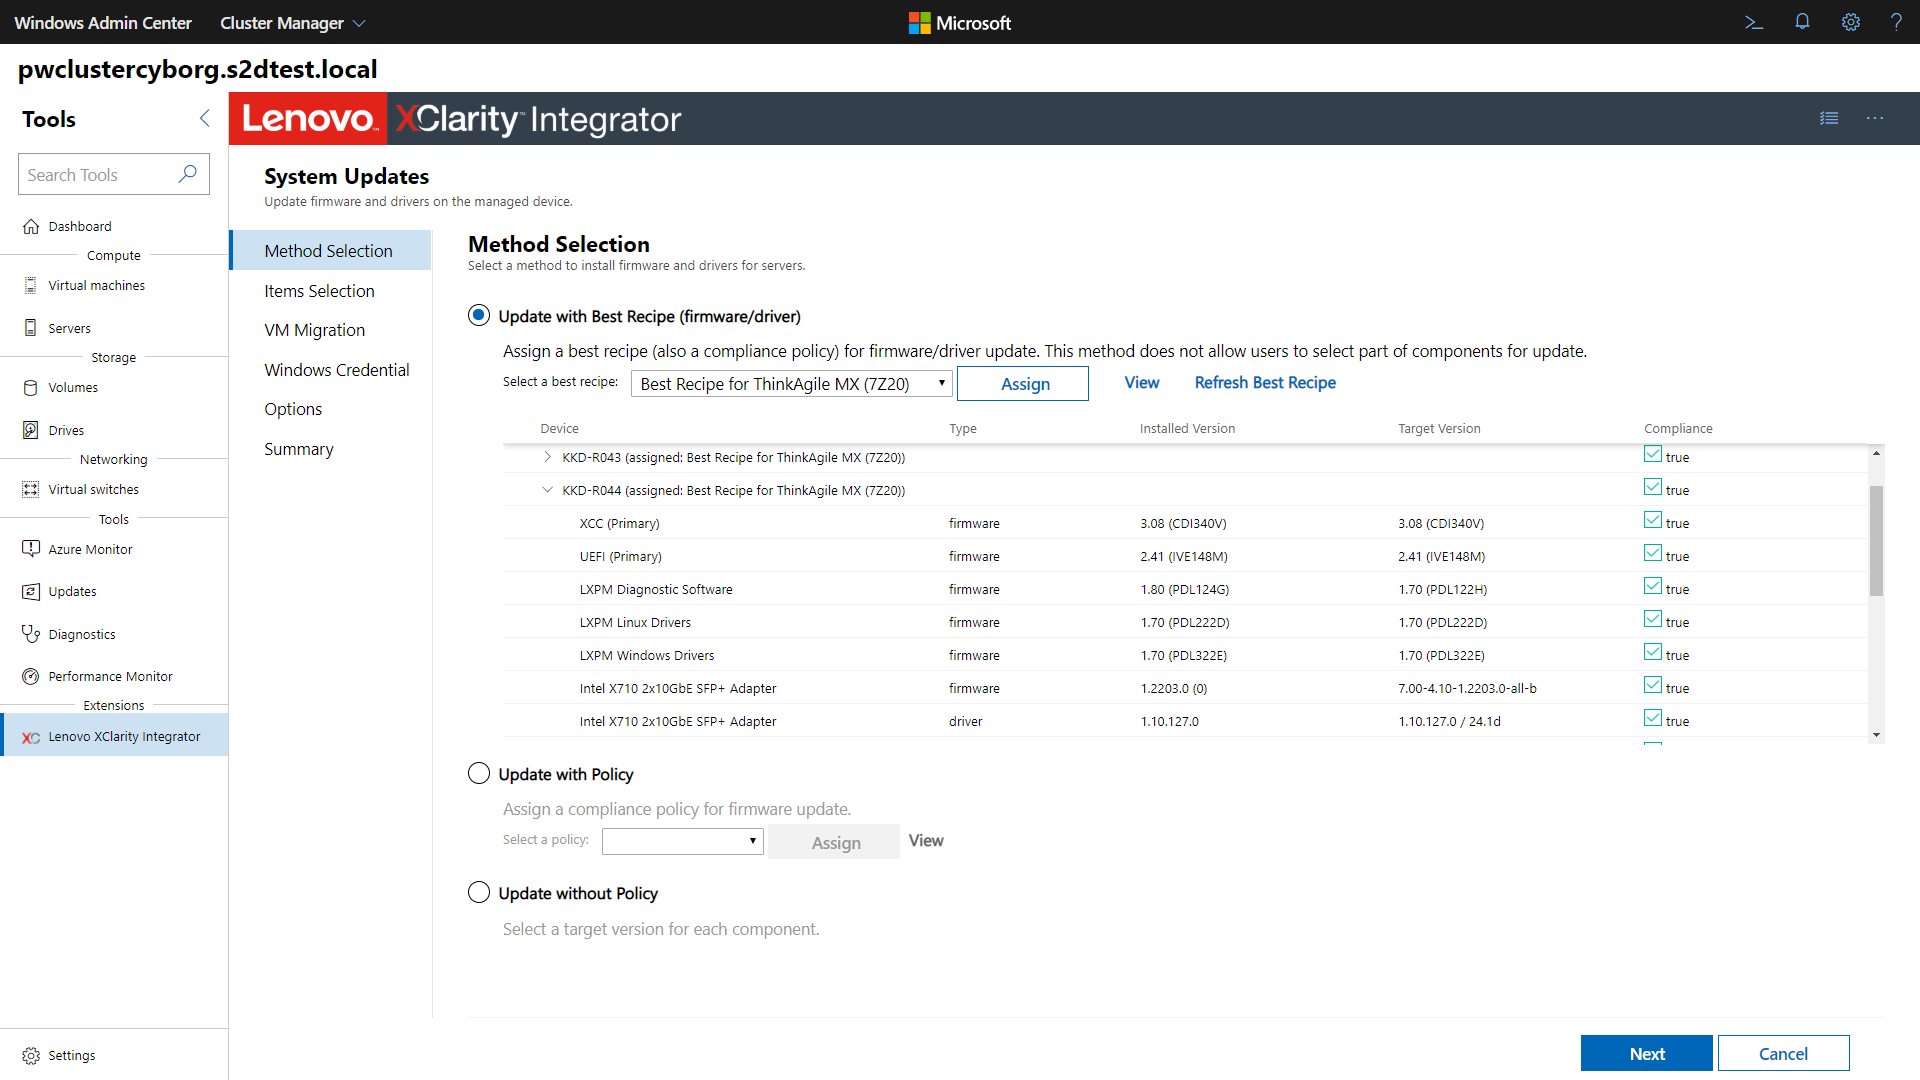 Windows Admin Center
Cluster Manager
Microsoft
pwclustercyborg.s2dtest.local
Tools
Search Tools
Dashboard
Compute
Virtual machines
Servers
Storage
Volumes
Drives
Networking
Virtual switches
Tools
Azure Monitor
Updates
Diagnostics
Performance Monitor
Extensions
XC Lenovo XClarity Integrator
Settings
Lenovo™ XClarity™ Integrator
System Updates
Update firmware and drivers on the managed device.
Method Selection
Items Selection
VM Migration
Windows Credential
Options
Summary
Method Selection
Select a method to install firmware and drivers for servers.
Update with Best Recipe (firmware/driver)
Assign a best recipe (also a compliance policy) for firmware/driver update. This method does not allow users to select part of components for update.
Select a best recipe: Best Recipe for ThinkAgile MX (7Z20) Assign View Refresh Best Recipe
Device Type Installed Version Target Version Compliance
KKD-R043 (assigned: Best Recipe for ThinkAgile MX (7Z20)) true
KKD-R044 (assigned: Best Recipe for ThinkAgile MX (7Z20)) true
XCC (Primary) firmware 3.08 (CDI340V) 3.08 (CDI340V) true
UEFI (Primary) firmware 2.41 (IVE148M) 2.41 (IVE148M) true
LXPM Diagnostic Software firmware 1.80 (PDL124G) 1.70 (PDL122H) true
LXPM Linux Drivers firmware 1.70 (PDL222D) 1.70 (PDL222D) true
LXPM Windows Drivers firmware 1.70 (PDL322E) 1.70 (PDL322E) true
Intel X710 2x10GbE SFP+ Adapter firmware 1.2203.0 (0) 7.00-4.10-1.2203.0-all-b true
Intel X710 2x10GbE SFP+ Adapter driver 1.10.127.0 1.10.127.0 / 24.1d true
Update with Policy
Assign a compliance policy for firmware update.
Select a policy: Assign View
Update without Policy
Select a target version for each component.
Next Cancel